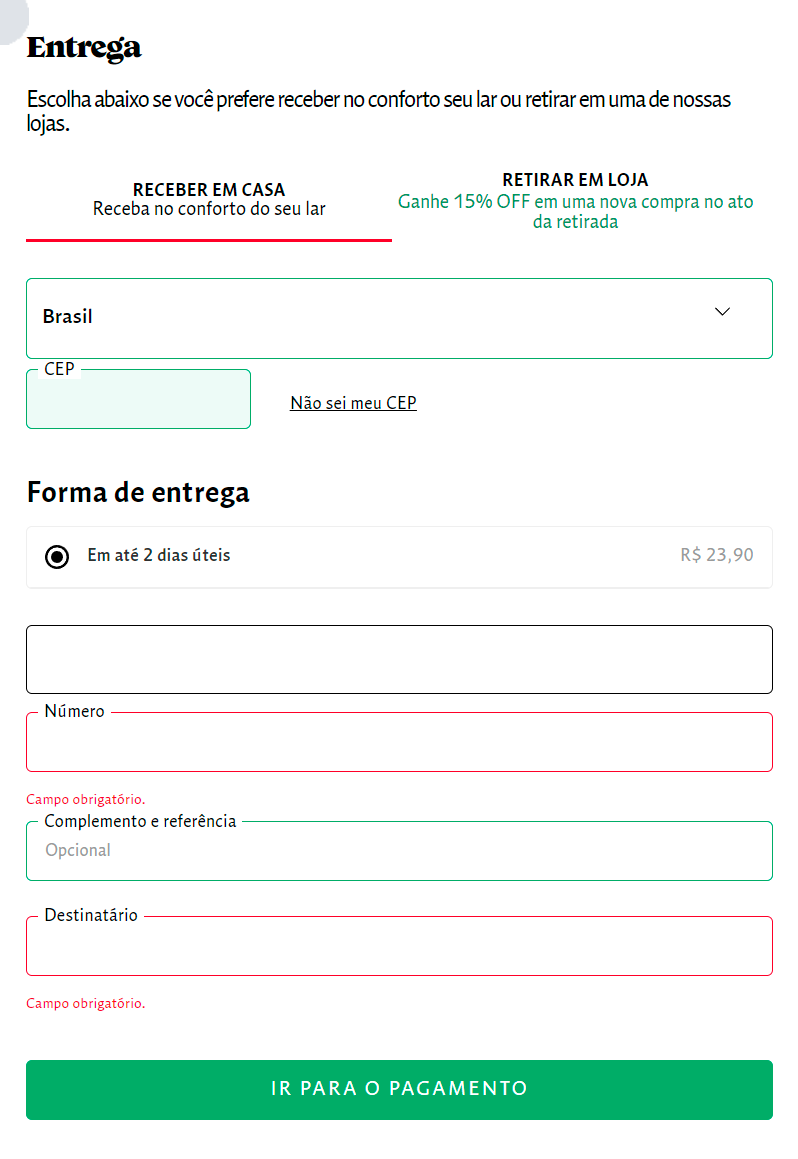 Entrega
Escolha abaixo se você prefere receber no conforto seu lar ou retirar em uma de nossas
lojas.
RECEBER EM CASA
Receba no conforto do seu lar
RETIRAR EM LOJA
Ganhe 15% OFF em uma nova compra no ato
da retirada
Brasil
CEP
Não sei meu CEP
Forma de entrega
Em até 2 dias úteis
R$ 23,90
Número
Campo obrigatório.
Complemento e referência
Opcional
Destinatário
Campo obrigatório.
IR PARA O PAGAMENTO